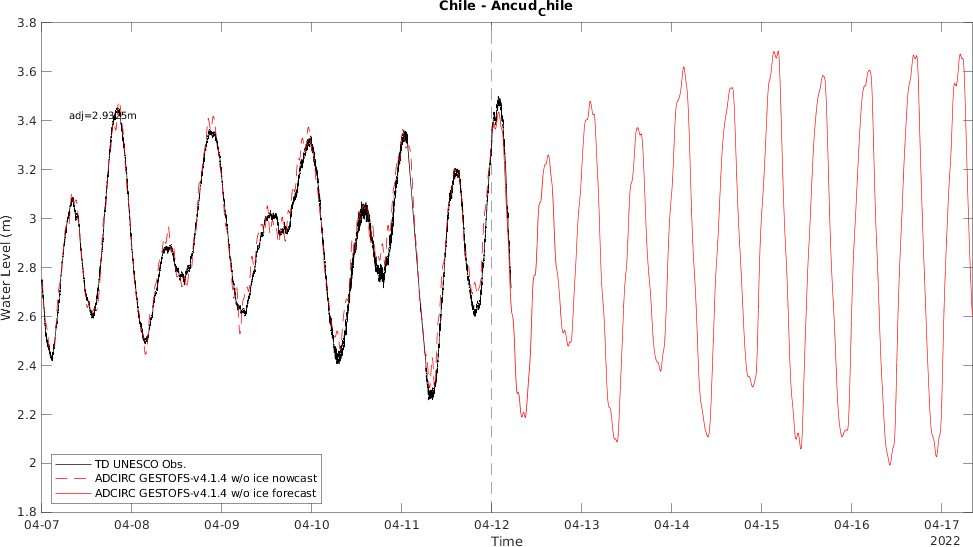 Chile - Ancud_Chile
3.8
3.6
3.4
3.2
3
2.8
2.6
2.4
2.2
2
1.8
Water Level (m)
TD UNESCO Obs.
ADCIRC GESTOFS-v4.1.4 w/o ice nowcast
ADCIRC GESTOFS-v4.1.4 w/o ice forecast
04-07 04-08 04-09 04-10 04-11 04-12 04-13 04-14 04-15 04-16 04-17
Time
2022